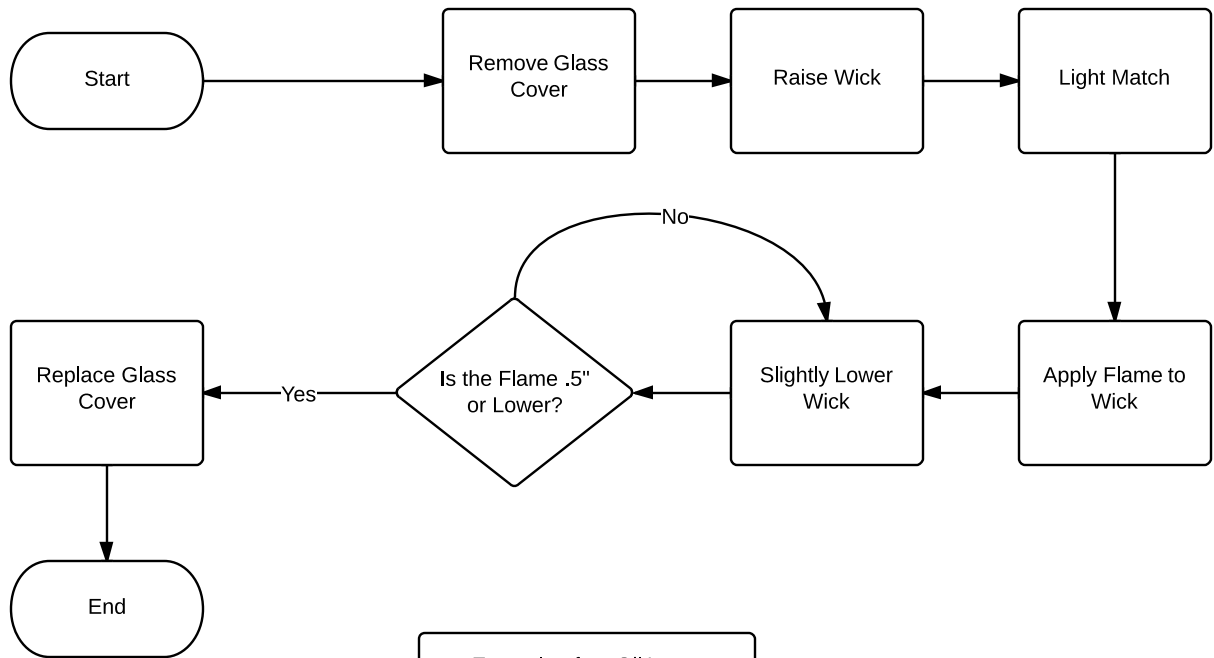 Start
Remove Glass
Cover
Raise Wick
Light Match
No
Replace Glass
Cover
Yes
Is the Flame .5"
or Lower?
Slightly Lower
Wick
Apply Flame to
Wick
End